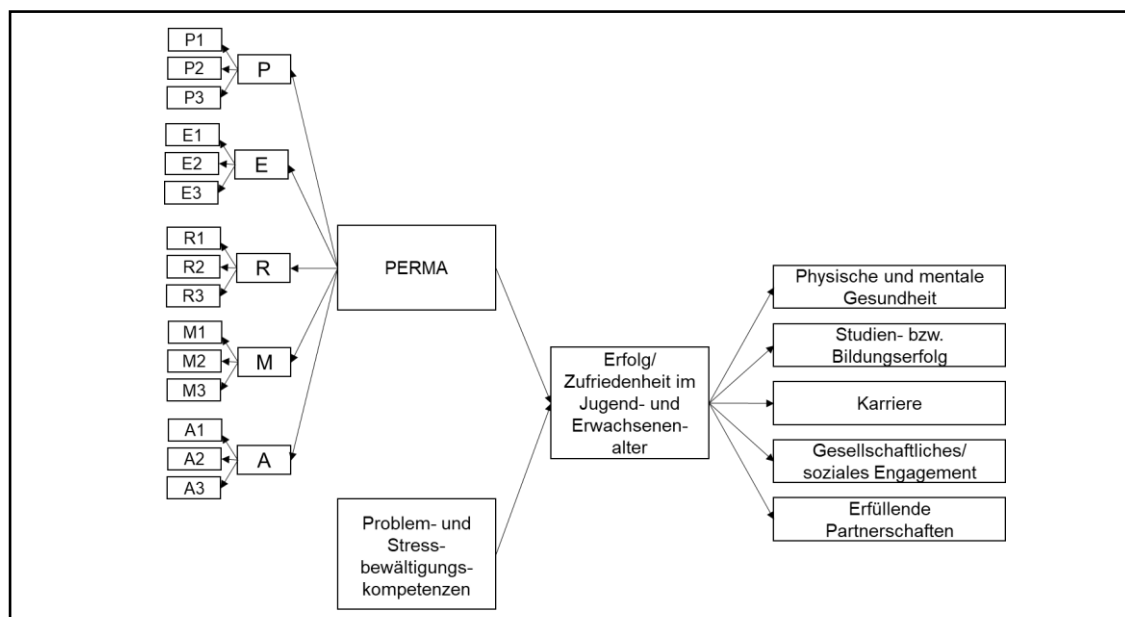 P1
P2
P3
P
E1
E2
E3
E
R1
R2
R3
R
M1
M2
M3
M
A1
A2
A3
A
PERMA
Problem- und
Stress-
bewältigungs-
kompetenzen
Erfolg/
Zufriedenheit im
Jugend- und
Erwachsenen-
alter
Physische und mentale
Gesundheit
Studien- bzw.
Bildungserfolg
Karriere
Gesellschaftliches/
soziales Engagement
Erfüllende
Partnerschaften